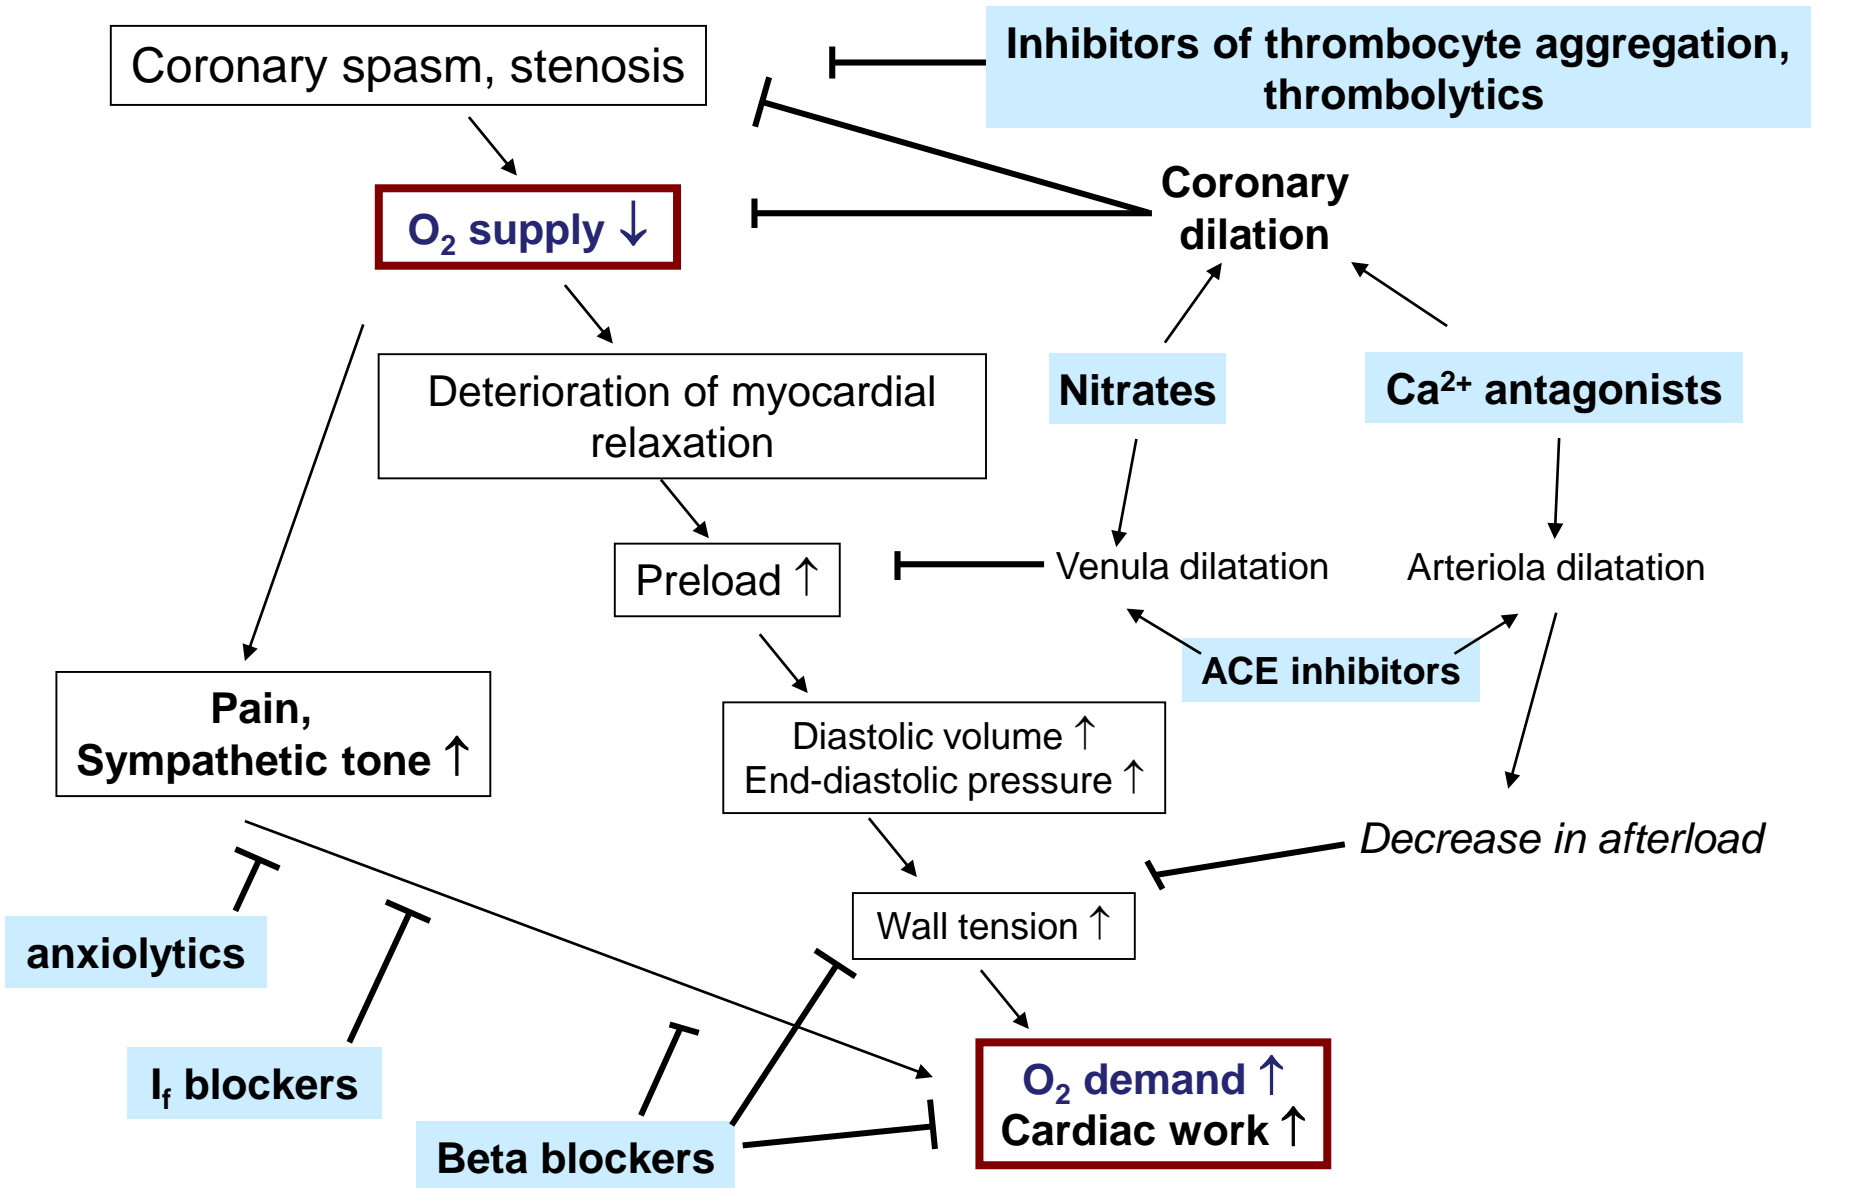 Coronary spasm, stenosis
Inhibitors of thrombocyte aggregation,
thrombolytics
Coronary
dilation
O₂ supply ↓
Deterioration of myocardial
relaxation
Nitrates
Ca²⁺ antagonists
Preload ↑
Venula dilatation
Arteriola dilatation
ACE inhibitors
Pain,
Sympathetic tone ↑
Diastolic volume ↑
End-diastolic pressure ↑
Decrease in afterload
Wall tension ↑
anxiolytics
I_f blockers
O₂ demand ↑
Cardiac work ↑
Beta blockers